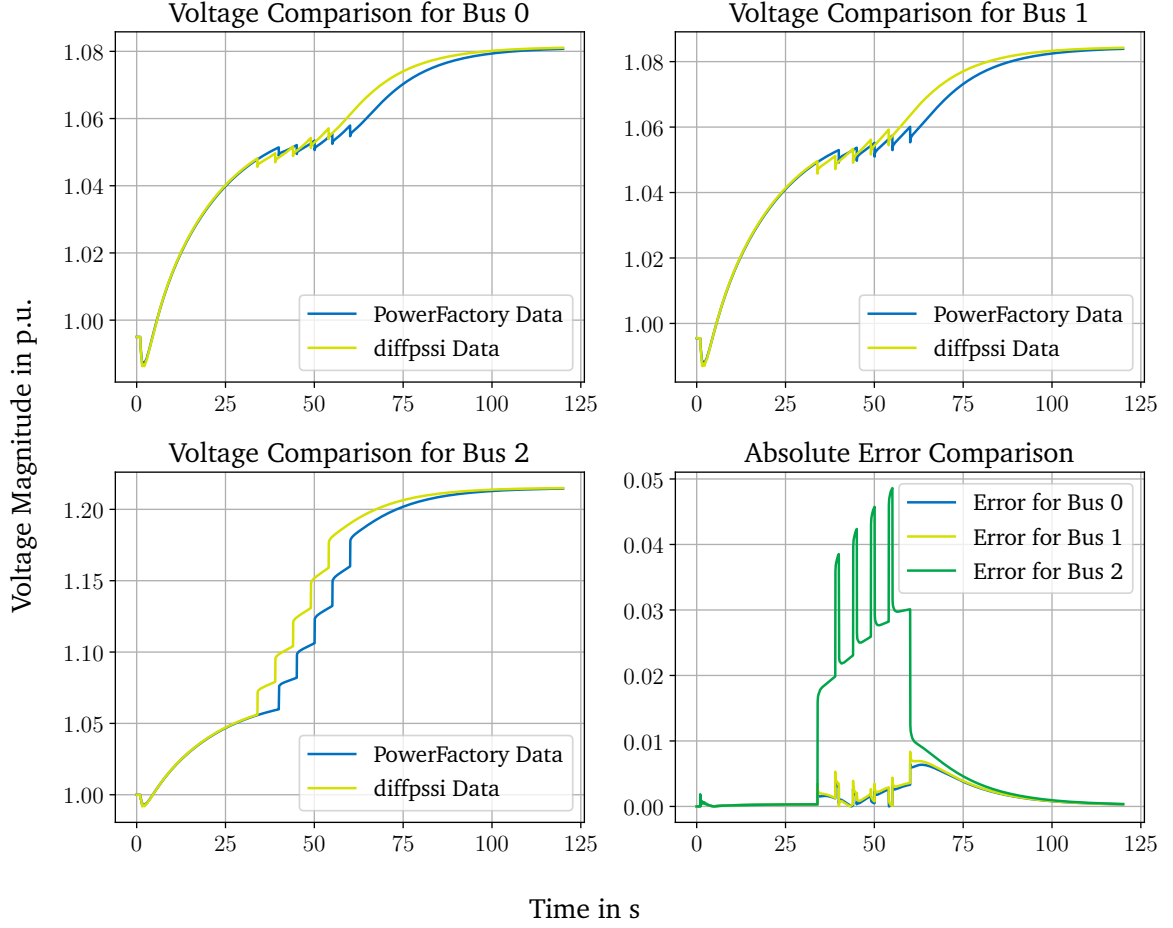 Voltage Comparison for Bus 0
1.08
1.06
1.04
1.02
1.00
PowerFactory Data
diffpssi Data
0 25 50 75 100 125
Voltage Comparison for Bus 1
1.08
1.06
1.04
1.02
1.00
PowerFactory Data
diffpssi Data
0 25 50 75 100 125
Voltage Magnitude in p.u.
Voltage Comparison for Bus 2
1.20
1.15
1.10
1.05
1.00
PowerFactory Data
diffpssi Data
0 25 50 75 100 125
Absolute Error Comparison
0.05
0.04
0.03
0.02
0.01
0.00
Error for Bus 0
Error for Bus 1
Error for Bus 2
0 25 50 75 100 125
Time in s